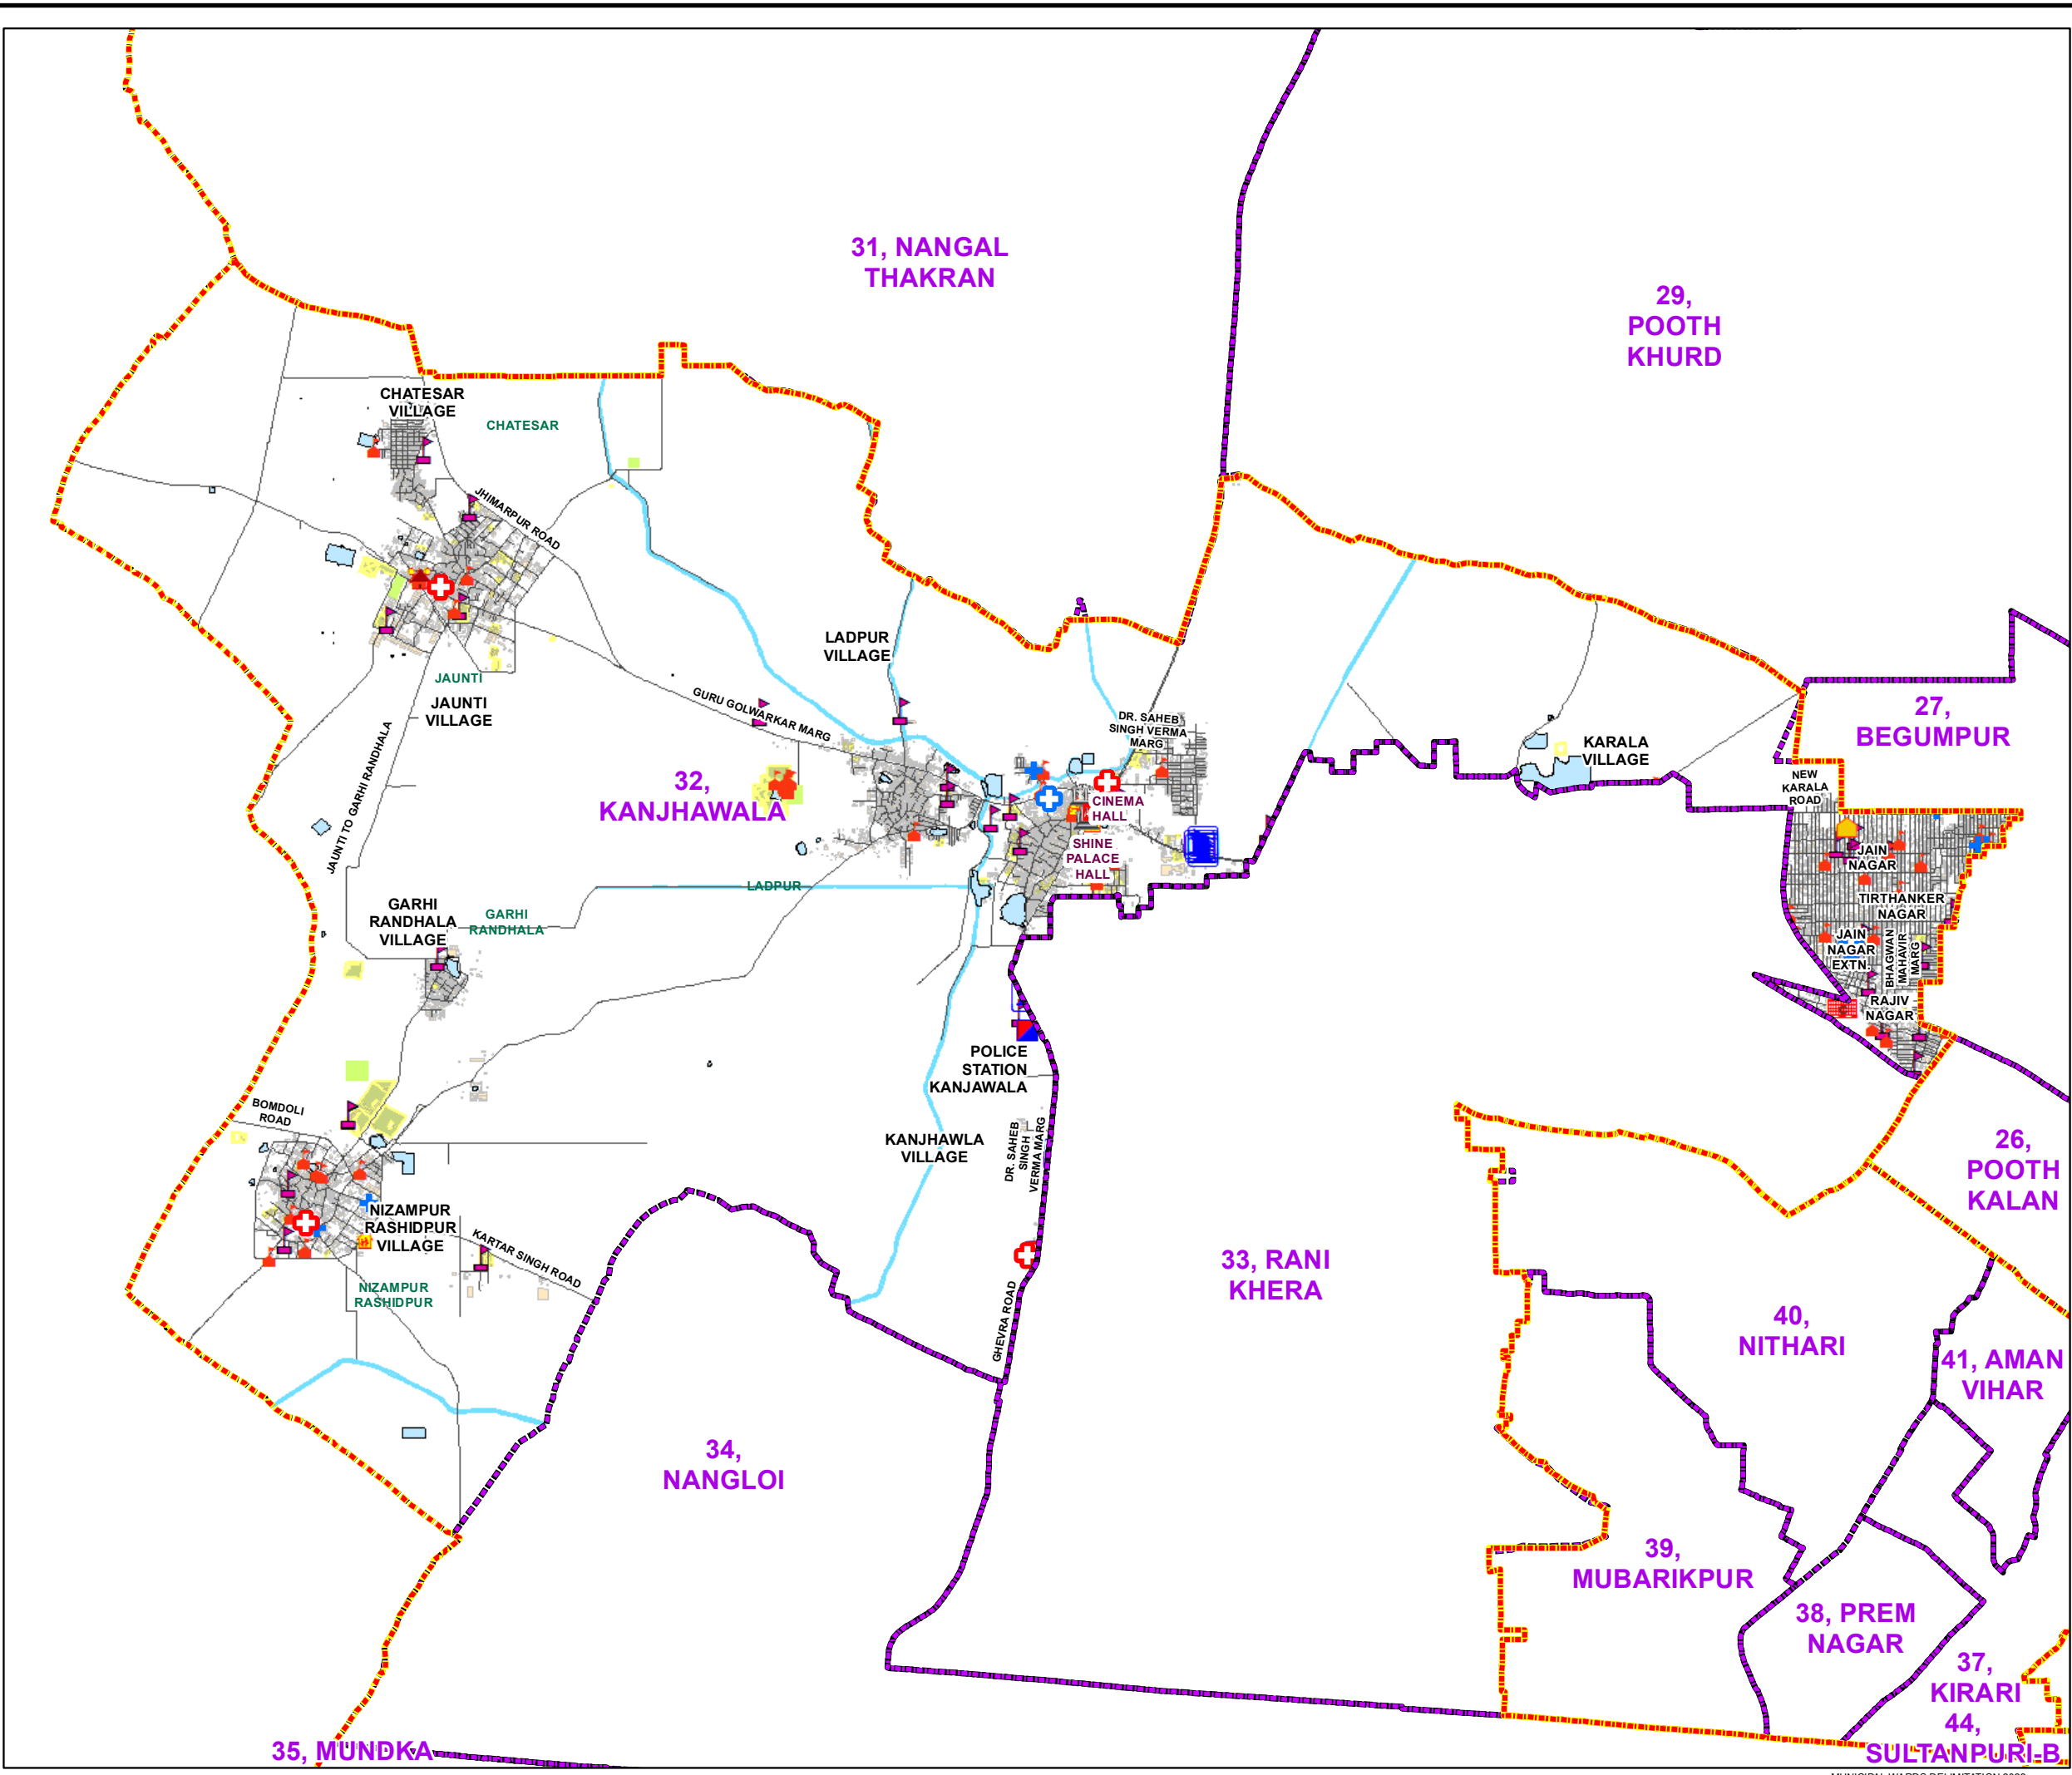 31, NANGAL
THAKRAN
29,
POOTH
KHURD
CHATESAR
VILLAGE
CHATESAR
JHIMARPUR ROAD
LADPUR
VILLAGE
JAUNTI
JAUNTI
VILLAGE
GURU GOLWARKAR MARG
DR. SAHEB
SINGH VERMA
MARG
27,
BEGUMPUR
KARALA
VILLAGE
NEW
KARALA
ROAD
JAUNTI TO GARHI RANDHALA
32,
KANJHAWALA
CINEMA
HALL
SHINE
PALACE
HALL
JAIN
NAGAR
TIRTHANKER
NAGAR
LADPUR
GARHI
RANDHALA
VILLAGE
GARHI
RANDHALA
JAIN
NAGAR
EXTN.
BHAGWAN
MAHAVIR
MARG
RAJIV
NAGAR
POLICE
STATION
KANJAWALA
BOMDOLI
ROAD
KANJHAWLA
VILLAGE
DR. SAHEB
SINGH
VERMA MARG
26,
POOTH
KALAN
NIZAMPUR
RASHIDPUR
VILLAGE
KARTAR SINGH ROAD
NIZAMPUR
RASHIDPUR
33, RANI
KHERA
GHEVRA ROAD
40,
NITHARI
41, AMAN
VIHAR
34,
NANGLOI
39,
MUBARIKPUR
38, PREM
NAGAR
37,
KIRARI
44,
SULTANPURI-B
35, MUNDKA